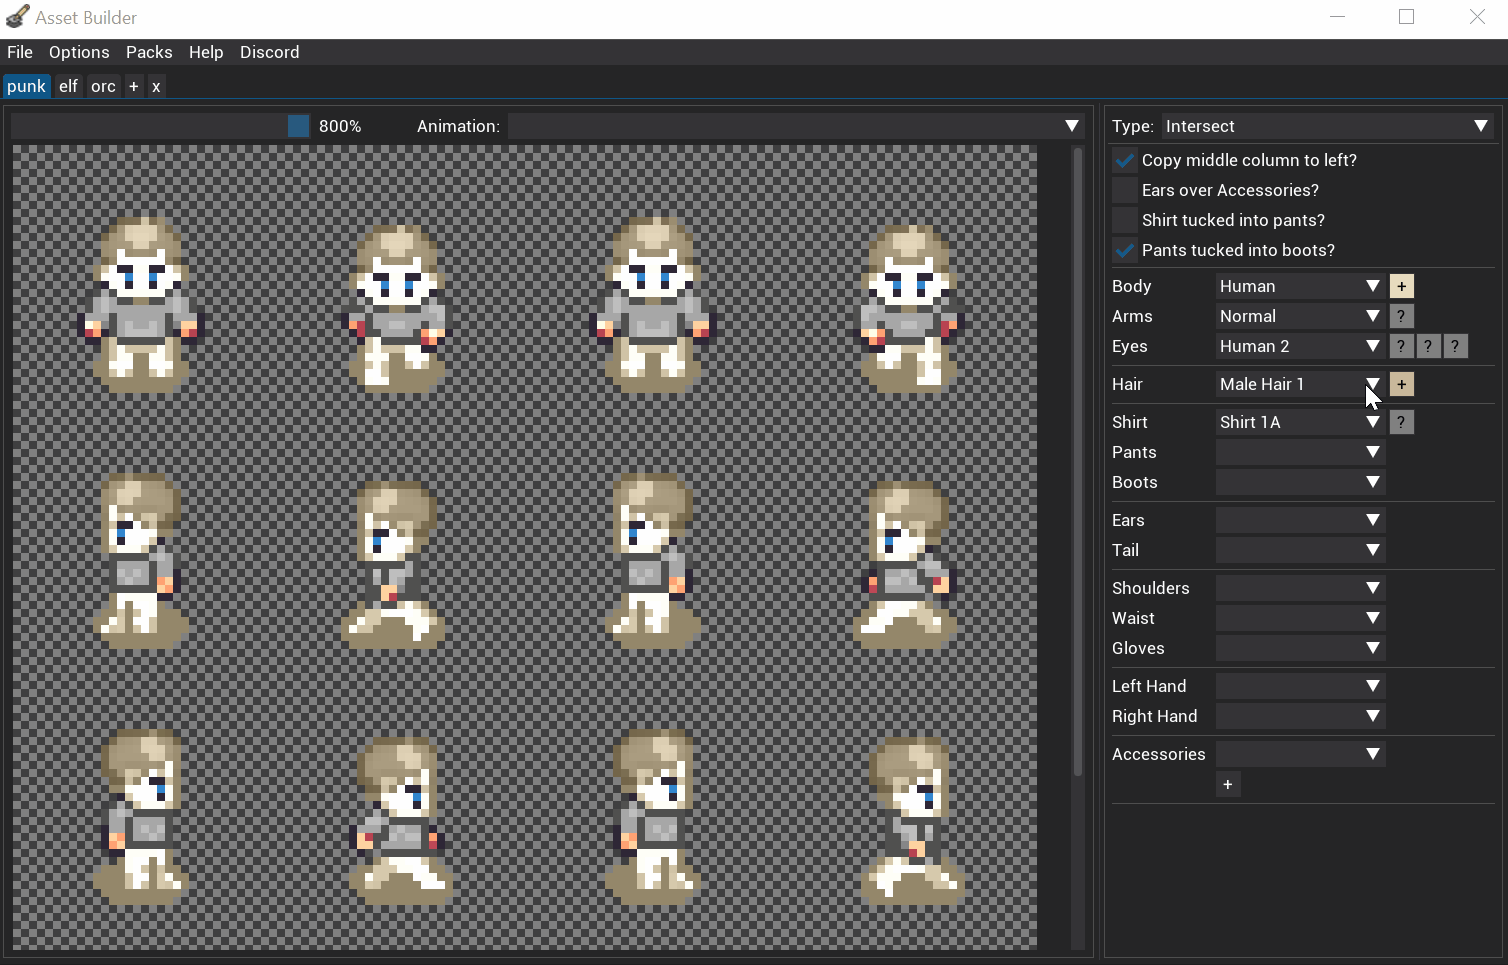 Asset Builder
File Options Packs Help Discord
punk elf orc + x
800% Animation:
Type: Intersect
Copy middle column to left?
Ears over Accessories?
Shirt tucked into pants?
Pants tucked into boots?
Body Human +
Arms Normal ?
Eyes Human 2 ? ? ?
Hair Male Hair 1 +
Shirt Shirt 1A ?
Pants
Boots
Ears
Tail
Shoulders
Waist
Gloves
Left Hand
Right Hand
Accessories
+